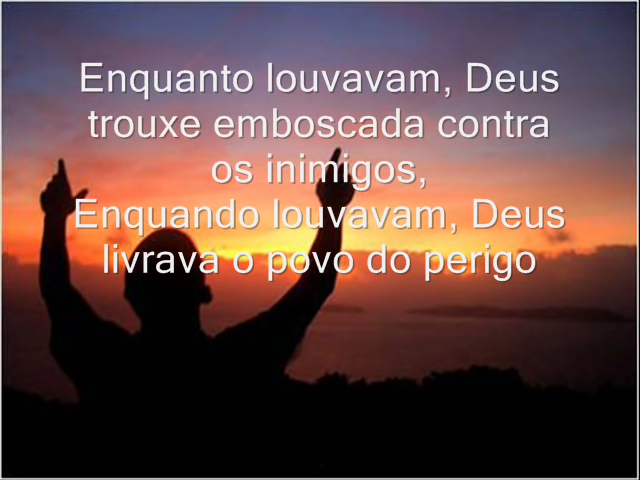 Enquanto louvavam, Deus
trouxe emboscada contra
os inimigos,
Enquando louvavam, Deus
livrava o povo do perigo